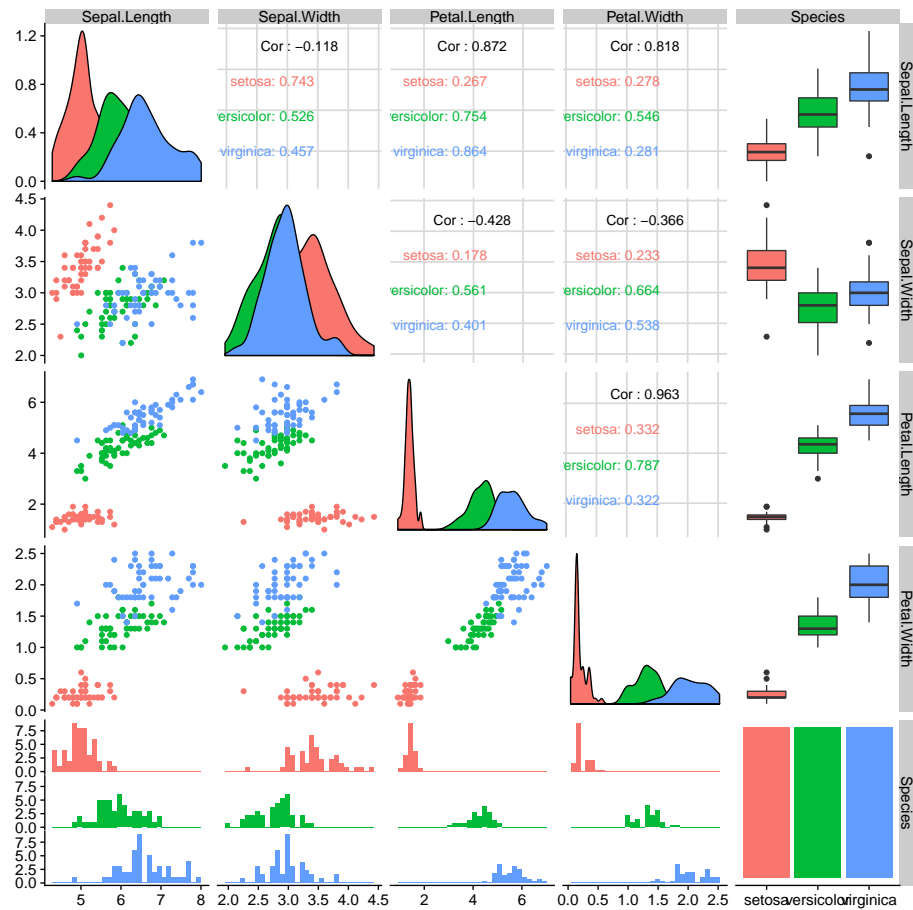 Sepal.Length Sepal.Width Petal.Length Petal.Width Species
1.2
0.8
0.4
0.0
Cor : −0.118
setosa: 0.743
ersicolor: 0.526
virginica: 0.457
Cor : 0.872
setosa: 0.267
ersicolor: 0.754
virginica: 0.864
Cor : 0.818
setosa: 0.278
ersicolor: 0.546
virginica: 0.281
Sepal.Length
4.5
4.0
3.5
3.0
2.5
2.0
Cor : −0.428
setosa: 0.178
ersicolor: 0.561
virginica: 0.401
Cor : −0.366
setosa: 0.233
ersicolor: 0.664
virginica: 0.538
Sepal.Width
6
4
2
Cor : 0.963
setosa: 0.332
ersicolor: 0.787
virginica: 0.322
Petal.Length
2.5
2.0
1.5
1.0
0.5
0.0
Petal.Width
7.5
5.0
2.5
0.0
7.5
5.0
2.5
0.0
7.5
5.0
2.5
0.0
Species
5 6 7 8
2.0 2.5 3.0 3.5 4.0 4.5
2 4 6
0.0 0.5 1.0 1.5 2.0 2.5
setosa versicolor virginica